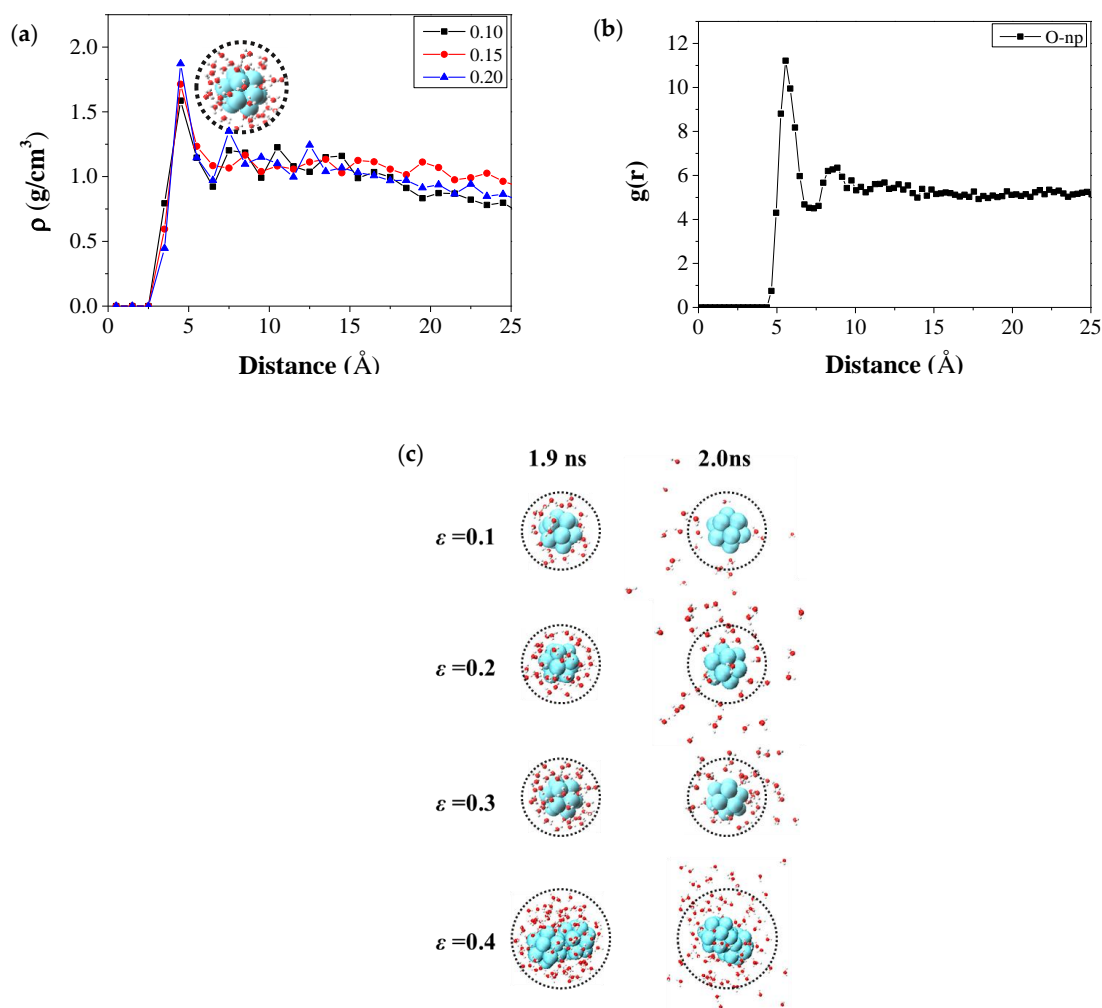 (a)
2.0
1.5
1.0
0.5
0.0
ρ (g/cm³)
0.10
0.15
0.20
0 5 10 15 20 25
Distance (Å)
(b)
12
10
8
6
4
2
0
g(r)
O-np
0 5 10 15 20 25
Distance (Å)
(c)
1.9 ns 2.0ns
ε =0.1
ε =0.2
ε =0.3
ε =0.4